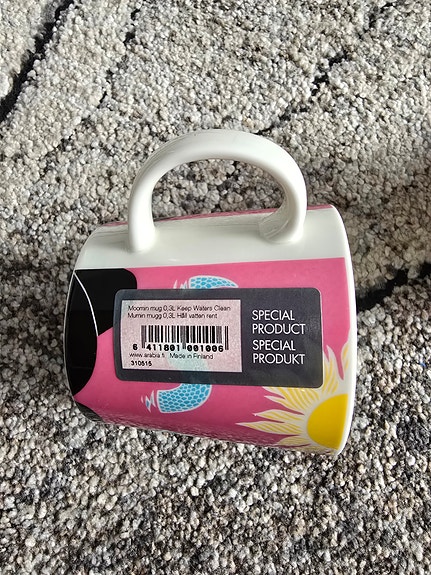 Moomin mug 0,3L Keep Waters Clean
Mumin mugg 0,3L Håll vatten rent
6 411801 001006
www.arabia.fi Made in Finland
310515
SPECIAL
PRODUCT
SPECIAL
PRODUKT